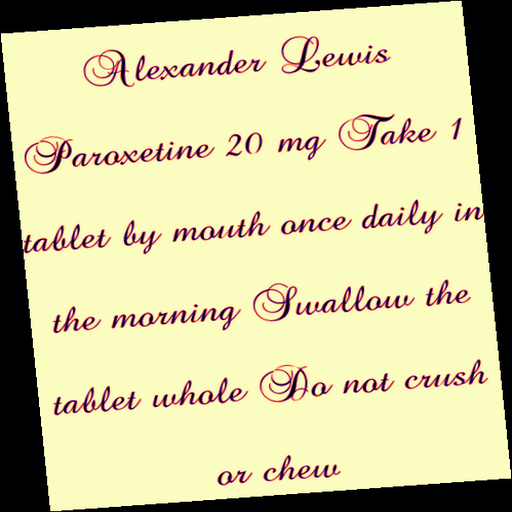 Alexander Lewis
Paroxetine 20 mg Take 1
tablet by mouth once daily in
the morning Swallow the
tablet whole Do not crush
or chew